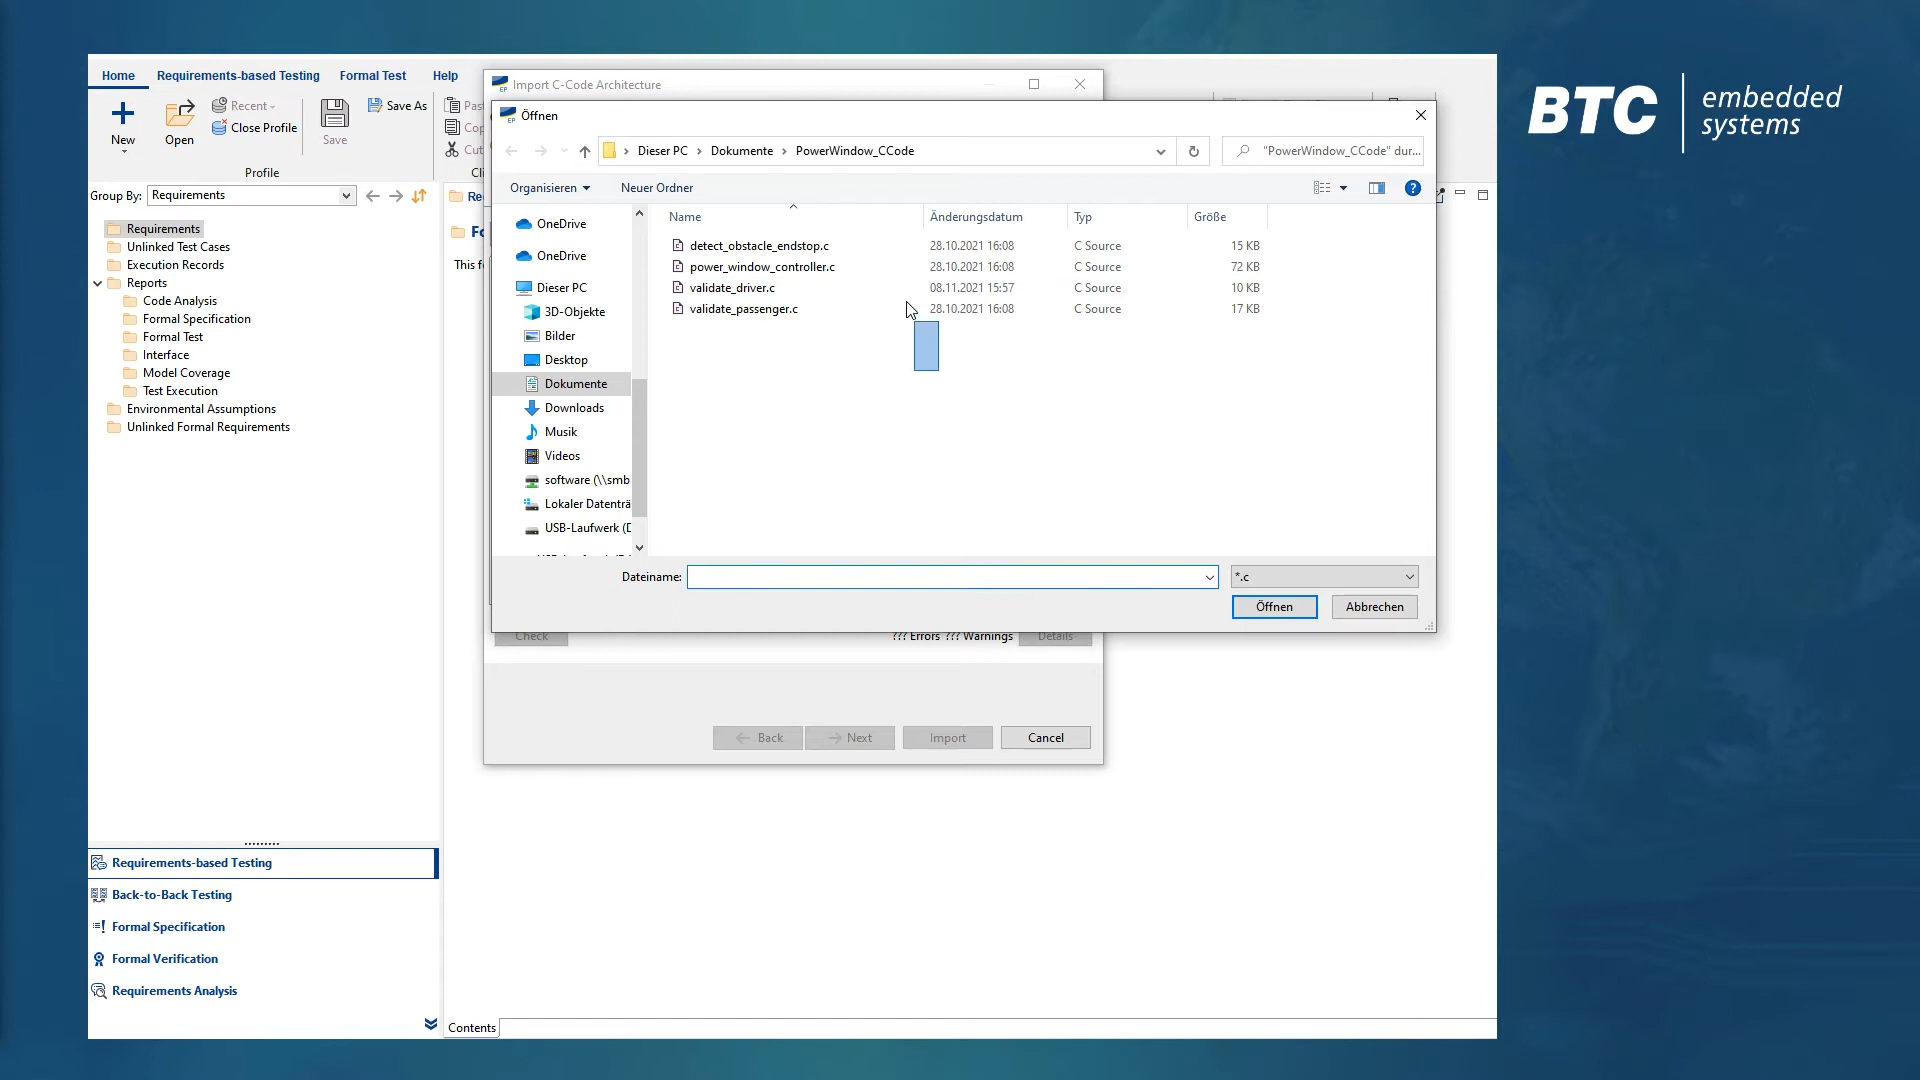 BTC embedded systems
Home Requirements-based Testing Formal Test Help
New
Open
Recent
Close Profile
Save
Save As
Profile
Group By: Requirements
Requirements
Unlinked Test Cases
Execution Records
Reports
Code Analysis
Formal Specification
Formal Test
Interface
Model Coverage
Test Execution
Environmental Assumptions
Unlinked Formal Requirements
Requirements-based Testing
Back-to-Back Testing
Formal Specification
Formal Verification
Requirements Analysis
This f
Contents
EP Import C-Code Architecture
EP Öffnen
Dieser PC › Dokumente › PowerWindow_CCode
"PowerWindow_CCode" dur...
Organisieren Neuer Ordner
OneDrive
OneDrive
Dieser PC
3D-Objekte
Bilder
Desktop
Dokumente
Downloads
Musik
Videos
software (\\smb
Lokaler Datenträ
USB-Laufwerk (D
Name Änderungsdatum Typ Größe
detect_obstacle_endstop.c 28.10.2021 16:08 C Source 15 KB
power_window_controller.c 28.10.2021 16:08 C Source 72 KB
validate_driver.c 08.11.2021 15:57 C Source 10 KB
validate_passenger.c 28.10.2021 16:08 C Source 17 KB
Dateiname: *.c
Öffnen Abbrechen
Check ??? Errors ??? Warnings Details
Back Next Import Cancel